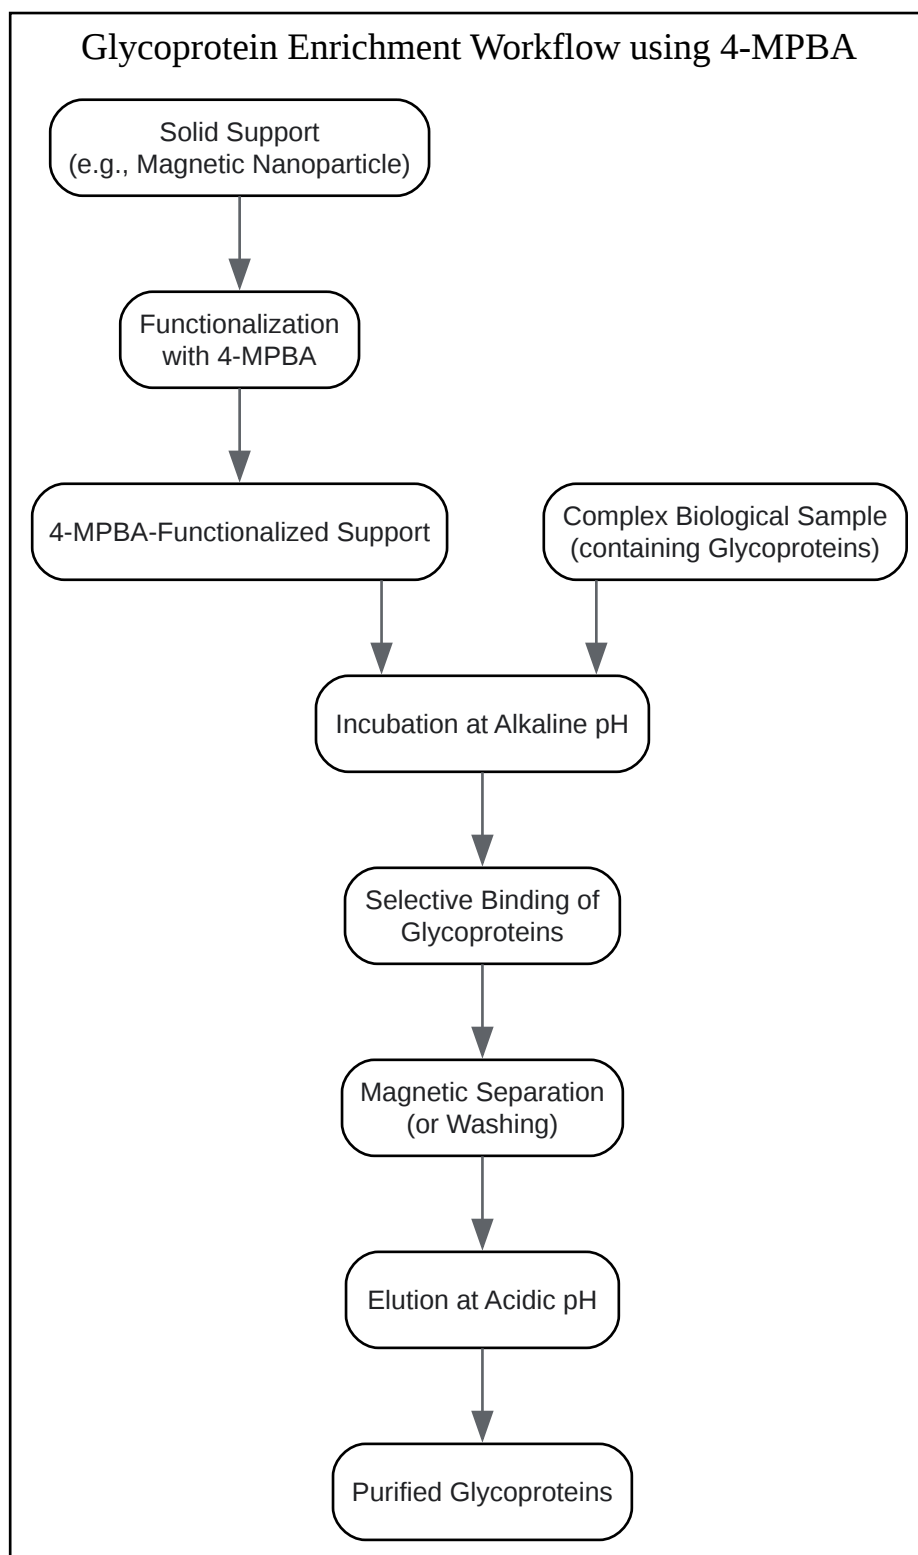 Glycoprotein Enrichment Workflow using 4-MPBA
Solid Support
(e.g., Magnetic Nanoparticle)
Functionalization
with 4-MPBA
4-MPBA-Functionalized Support
Complex Biological Sample
(containing Glycoproteins)
Incubation at Alkaline pH
Selective Binding of
Glycoproteins
Magnetic Separation
(or Washing)
Elution at Acidic pH
Purified Glycoproteins